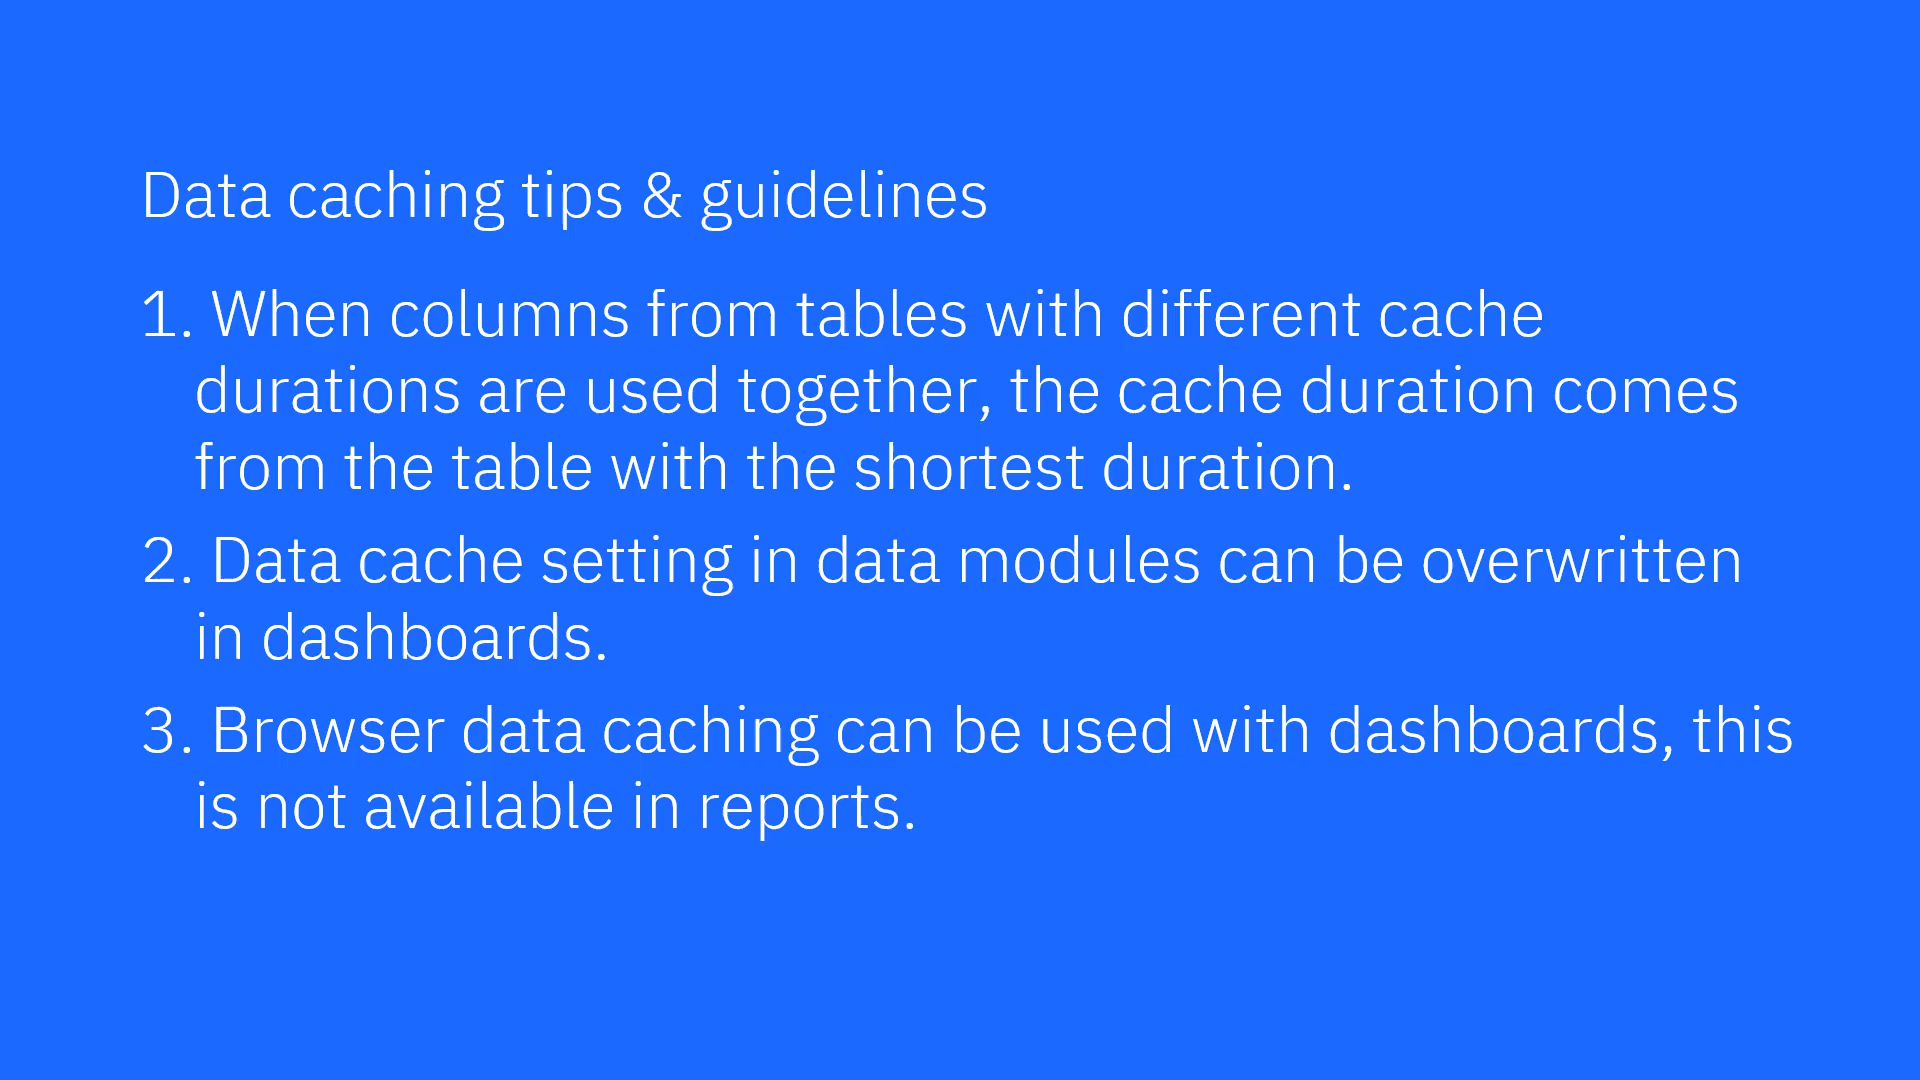 Data caching tips & guidelines
1. When columns from tables with different cache
durations are used together, the cache duration comes
from the table with the shortest duration.
2. Data cache setting in data modules can be overwritten
in dashboards.
3. Browser data caching can be used with dashboards, this
is not available in reports.